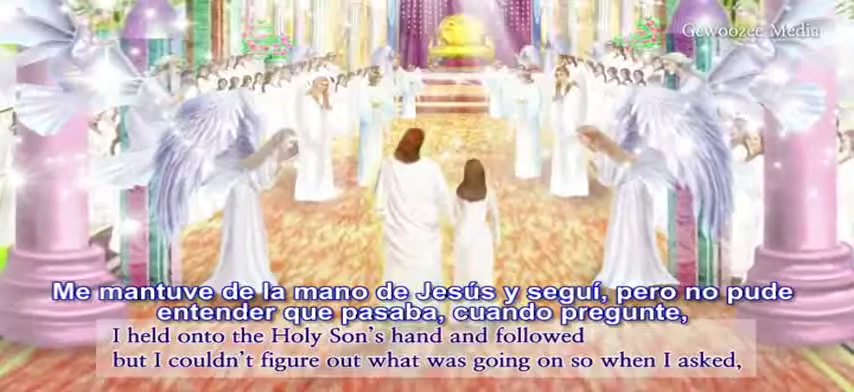 Gewoozee Media
Me mantuve de la mano de Jesús y seguí, pero no pude
entender que pasaba, cuando pregunte,
I held onto the Holy Son's hand and followed
but I couldn't figure out what was going on so when I asked,